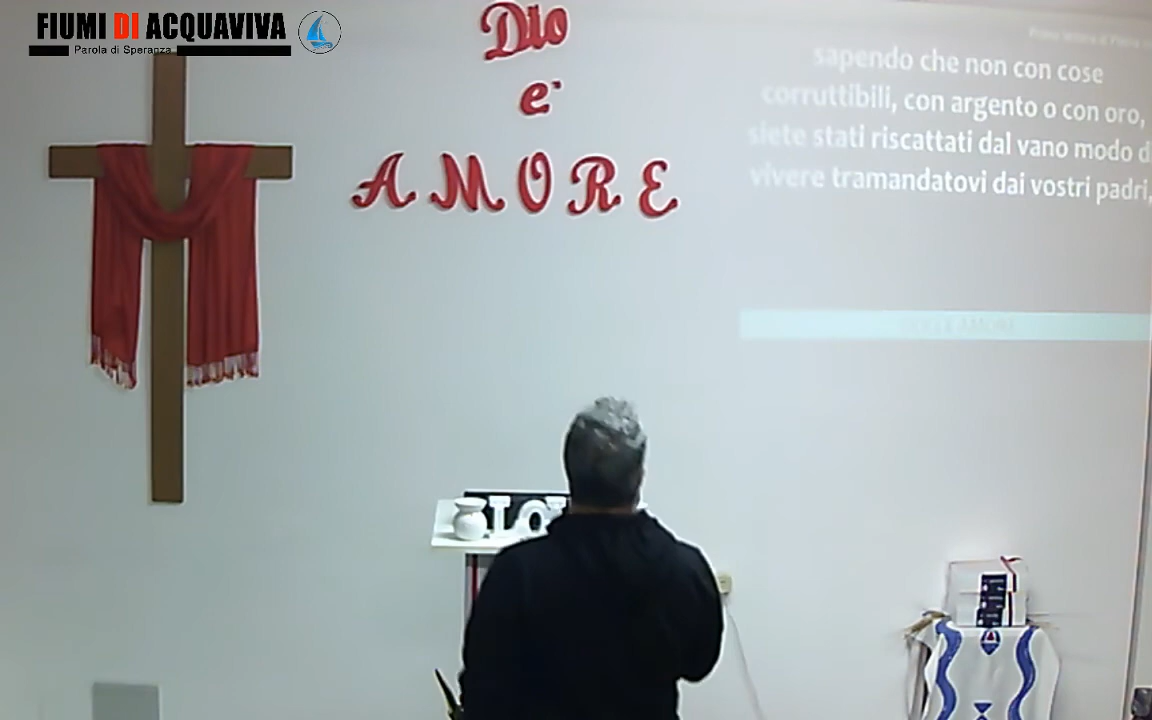 FIUMI DI ACQUAVIVA
Parola di Speranza
Dio
e'
AMORE
sapendo che non con cose
corruttibili, con argento o con oro,
siete stati riscattati dal vano modo d
vivere tramandatovi dai vostri padri,
LO